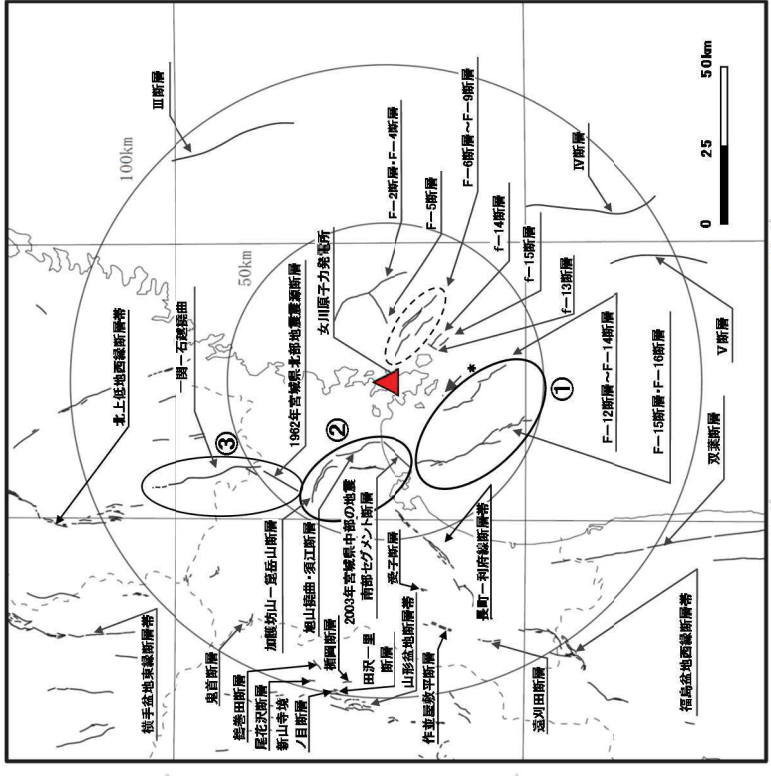 Ⅲ断層
100km
50km
北上低地西縁断層帯
一関－石越撓曲
1962年宮城県北部地震震源断層
③
女川原子力発電所
F－2断層・F－4断層
F－5断層
F－6断層～F－9断層
f－14断層
f－15断層
f－13断層
Ⅳ断層
Ⅴ断層
0
25
50km
②
①
*
F－12断層～F－14断層
F－15断層・F－16断層
双葉断層
横手盆地東縁断層帯
鬼首断層
鶴巻田断層
尾花沢断層
新山寺境
ノ目断層
楯岡断層
田沢－里
断層
加護坊山－箟岳山断層
旭山撓曲・須江断層
2003年宮城県中部の地震
南部セグメント断層
愛子断層
山形盆地断層帯
作並屋敷平断層
長町－利府線断層帯
遠刈田断層
福島盆地西縁断層帯